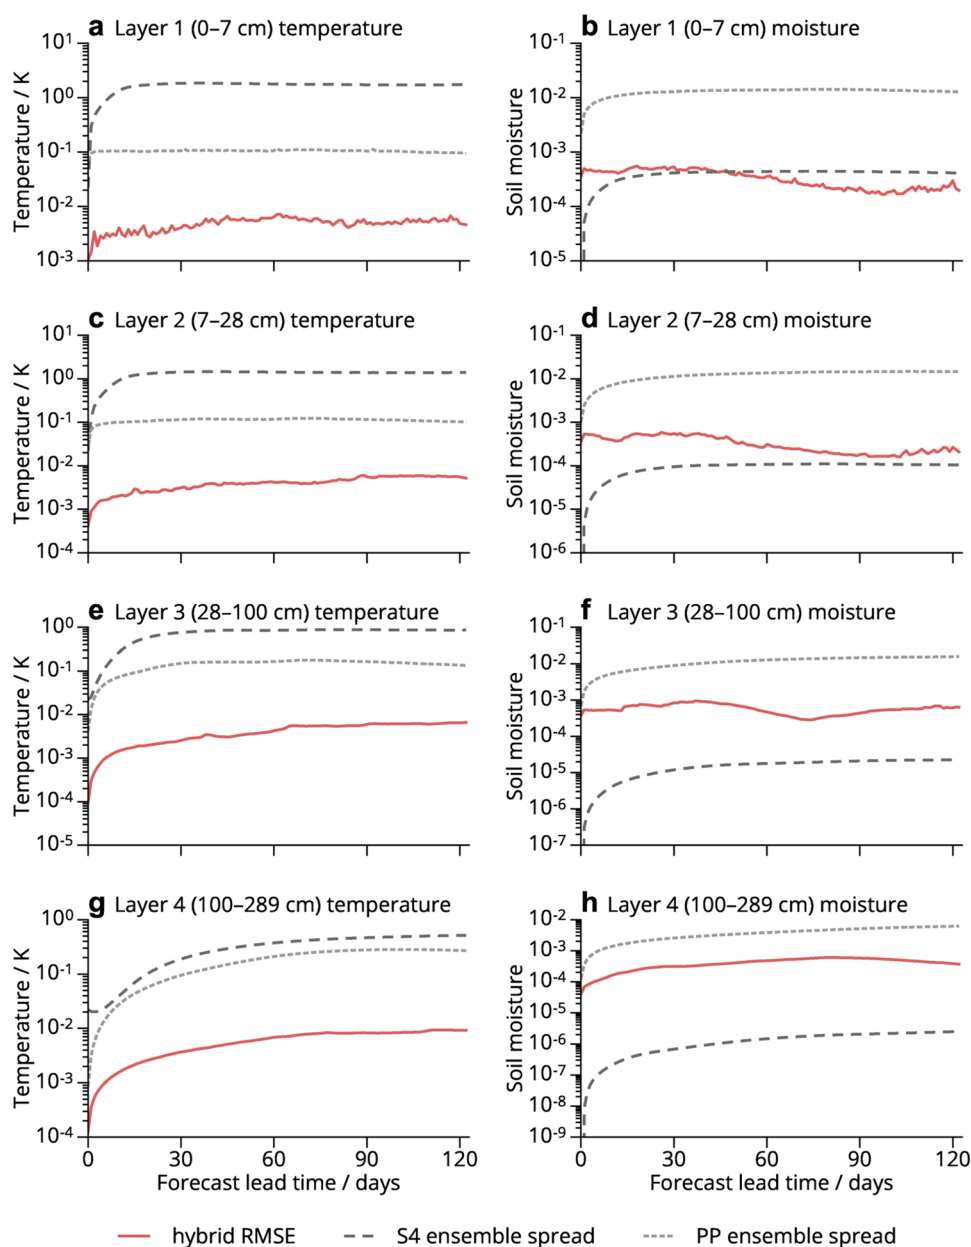 a Layer 1 (0–7 cm) temperature
10¹
10⁰
10⁻¹
10⁻²
10⁻³
Temperature / K
b Layer 1 (0–7 cm) moisture
10⁻¹
10⁻²
10⁻³
10⁻⁴
10⁻⁵
Soil moisture
c Layer 2 (7–28 cm) temperature
10¹
10⁰
10⁻¹
10⁻²
10⁻³
10⁻⁴
Temperature / K
d Layer 2 (7–28 cm) moisture
10⁻¹
10⁻²
10⁻³
10⁻⁴
10⁻⁵
10⁻⁶
Soil moisture
e Layer 3 (28–100 cm) temperature
10⁰
10⁻¹
10⁻²
10⁻³
10⁻⁴
10⁻⁵
Temperature / K
f Layer 3 (28–100 cm) moisture
10⁻¹
10⁻²
10⁻³
10⁻⁴
10⁻⁵
10⁻⁶
10⁻⁷
Soil moisture
g Layer 4 (100–289 cm) temperature
10⁰
10⁻¹
10⁻²
10⁻³
10⁻⁴
Temperature / K
0 30 60 90 120
Forecast lead time / days
h Layer 4 (100–289 cm) moisture
10⁻²
10⁻³
10⁻⁴
10⁻⁵
10⁻⁶
10⁻⁷
10⁻⁸
10⁻⁹
Soil moisture
0 30 60 90 120
Forecast lead time / days
hybrid RMSE S4 ensemble spread PP ensemble spread